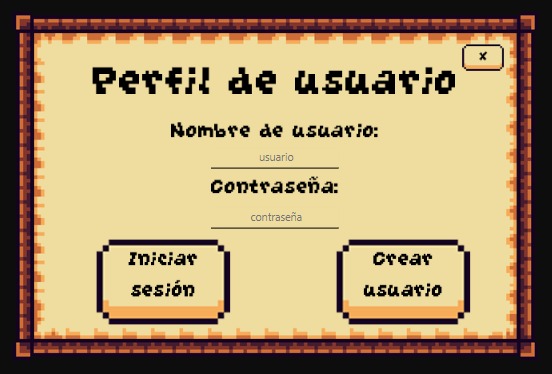 x
Perfil de usuario
Nombre de usuario:
usuario
Contraseña:
contraseña
Iniciar
sesión
Crear
usuario